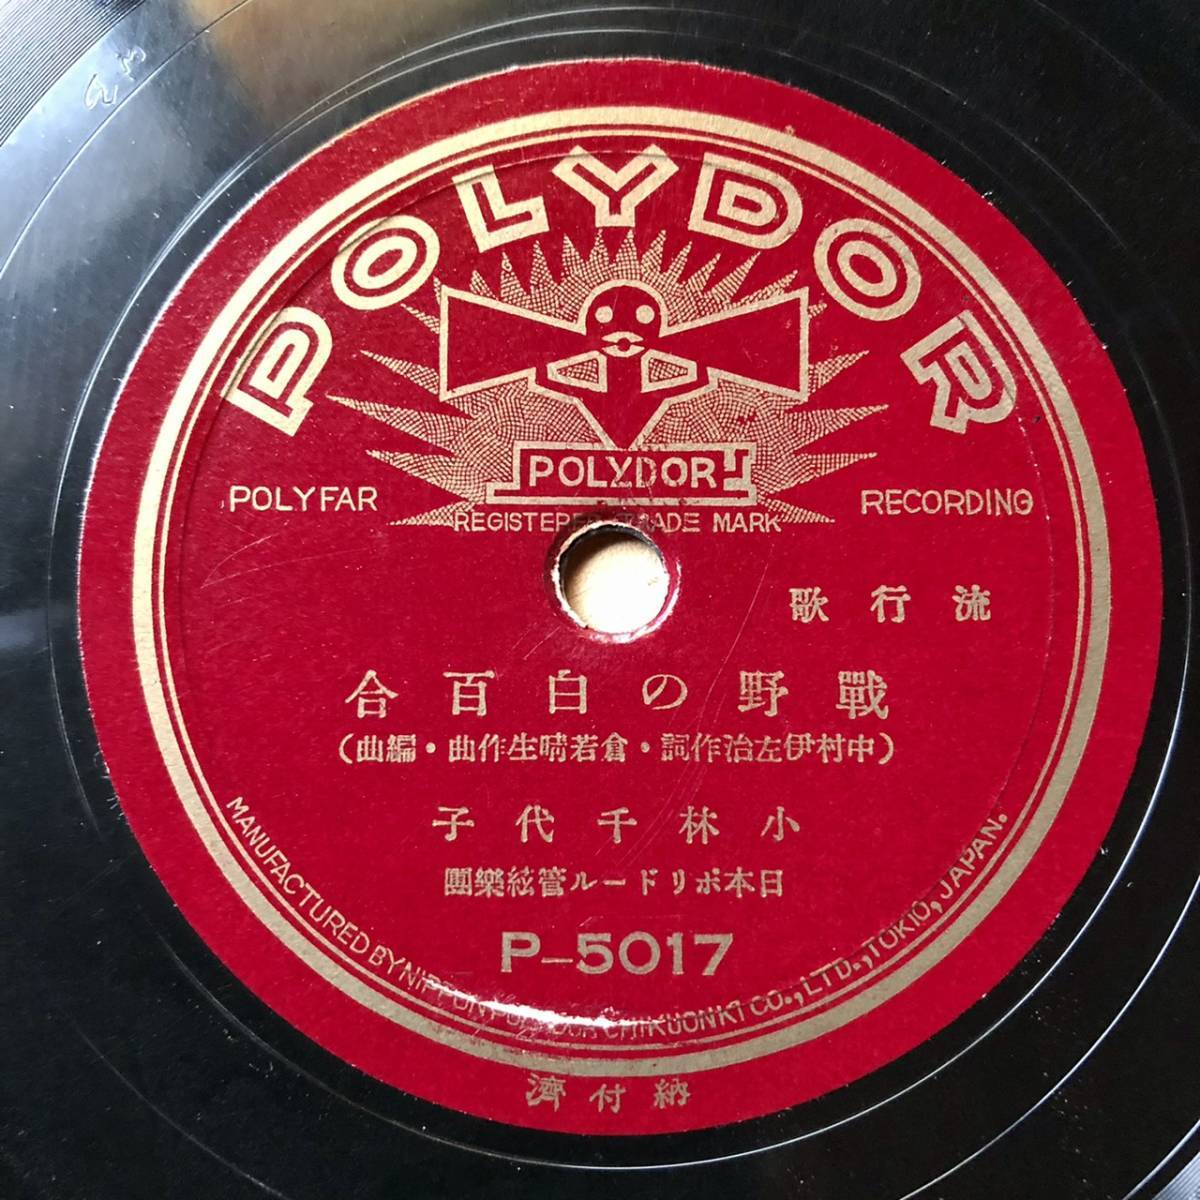 POLYDOR
POLYDOR
REGISTERED TRADE MARK
POLYFAR RECORDING
流行歌
戰野の白百合
(中村伊左治作詞・倉若晴生作曲・編曲)
小林千代子
日本ポリドール管絃樂團
P-5017
MANUFACTURED BY NIPPON POLYDOR CHIKUONKI CO., LTD., TOKIO, JAPAN.
納付濟